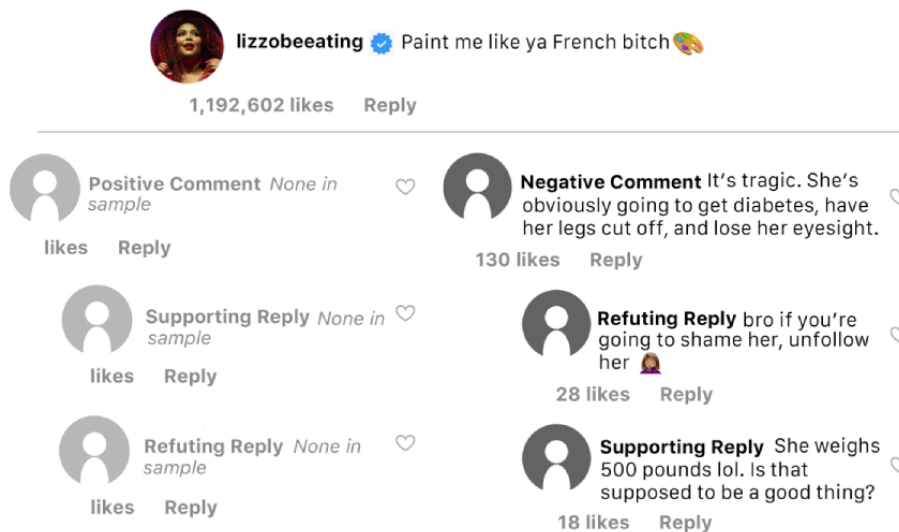 lizzobeeating Paint me like ya French bitch🎨
1,192,602 likes Reply
Positive Comment None in
sample
likes Reply
Supporting Reply None in
sample
likes Reply
Refuting Reply None in
sample
likes Reply
Negative Comment It's tragic. She's
obviously going to get diabetes, have
her legs cut off, and lose her eyesight.
130 likes Reply
Refuting Reply bro if you're
going to shame her, unfollow
her 🤦🏽‍♀️
28 likes Reply
Supporting Reply She weighs
500 pounds lol. Is that
supposed to be a good thing?
18 likes Reply